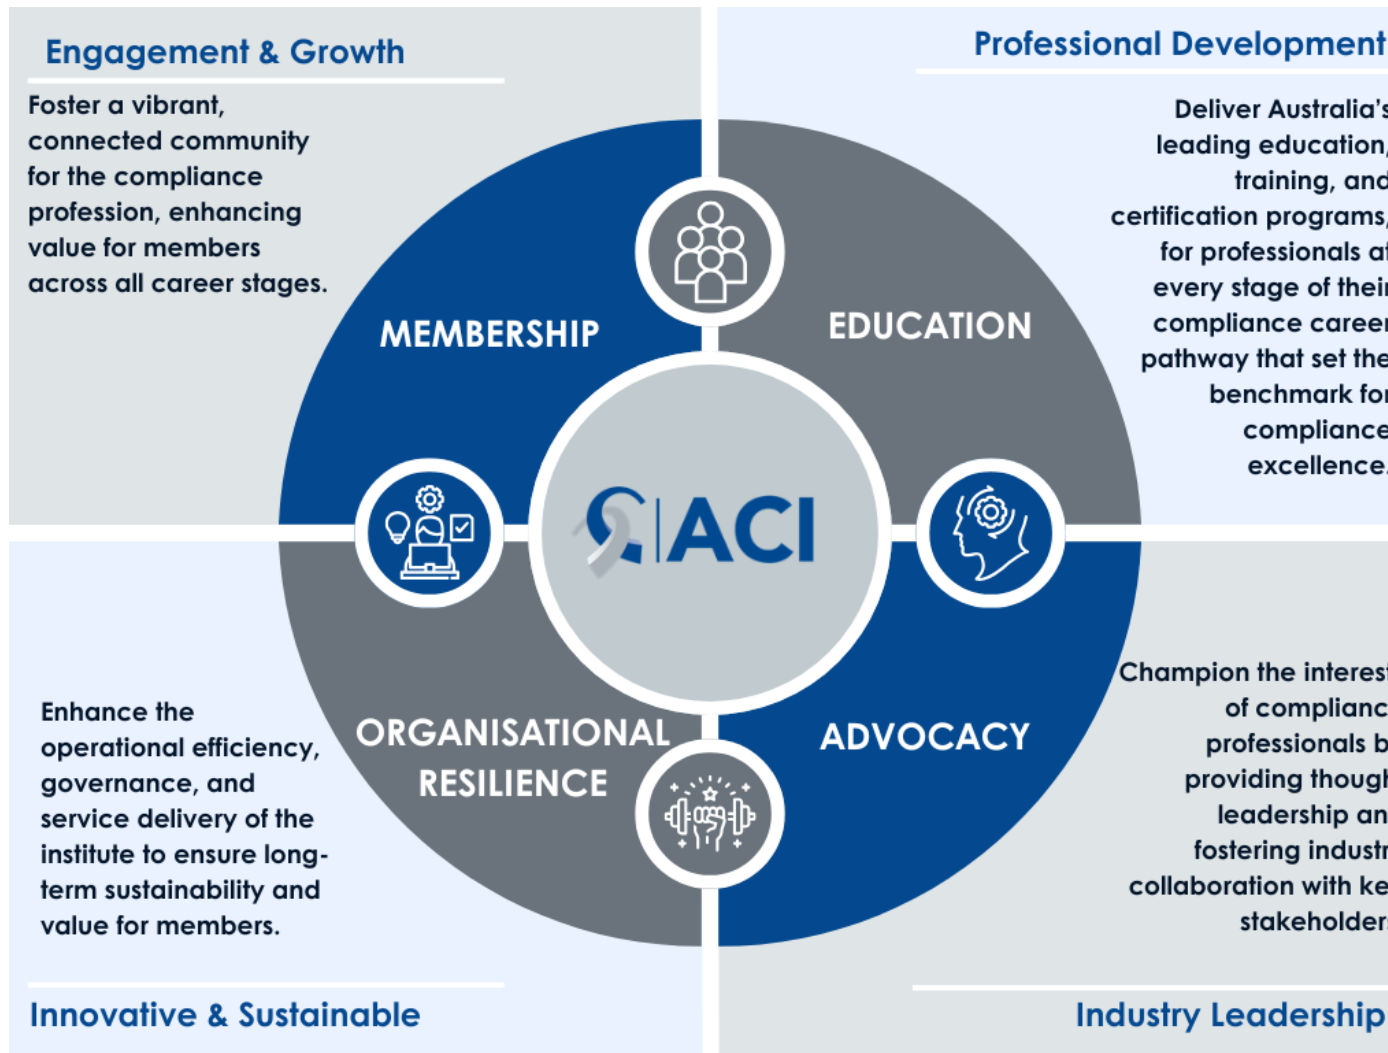 Engagement & Growth
Foster a vibrant,
connected community
for the compliance
profession, enhancing
value for members
across all career stages.
Professional Development
Deliver Australia's
leading education,
training, and
certification programs,
for professionals at
every stage of their
compliance career
pathway that set the
benchmark for
compliance
excellence.
MEMBERSHIP
EDUCATION
ACI
ORGANISATIONAL
RESILIENCE
ADVOCACY
Enhance the
operational efficiency,
governance, and
service delivery of the
institute to ensure long-
term sustainability and
value for members.
Innovative & Sustainable
Champion the interest
of complianc
professionals b
providing though
leadership an
fostering industr
collaboration with ke
stakeholder
Industry Leadership